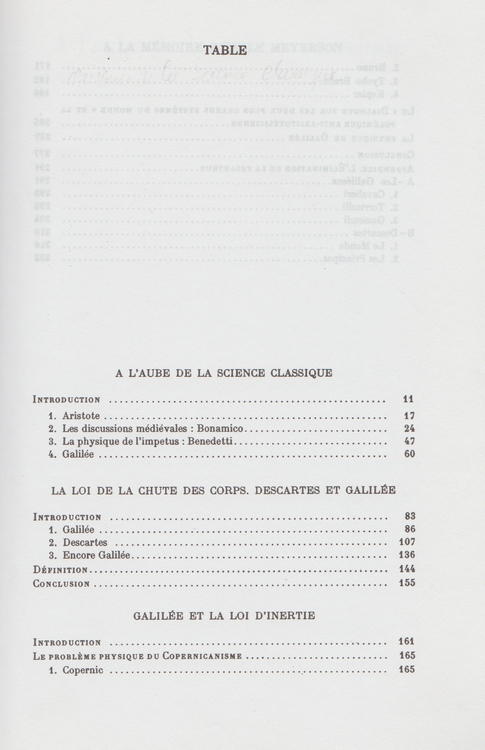 TABLE
A L'AUBE DE LA SCIENCE CLASSIQUE
INTRODUCTION ........ 11
1. Aristote ........ 17
2. Les discussions médiévales : Bonamico ........ 24
3. La physique de l'impetus : Benedetti ........ 47
4. Galilée ........ 60
LA LOI DE LA CHUTE DES CORPS. DESCARTES ET GALILÉE
INTRODUCTION ........ 83
1. Galilée ........ 86
2. Descartes ........ 107
3. Encore Galilée ........ 136
DÉFINITION ........ 144
CONCLUSION ........ 155
GALILÉE ET LA LOI D'INERTIE
INTRODUCTION ........ 161
LE PROBLÈME PHYSIQUE DU COPERNICANISME ........ 165
1. Copernic ........ 165